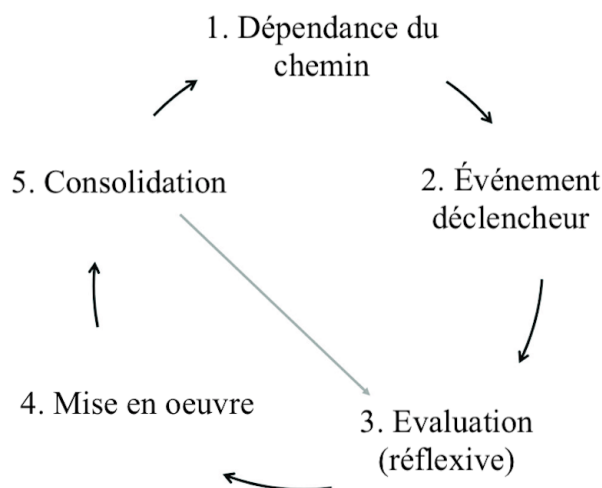 1. Dépendance du
chemin
2. Événement
déclencheur
3. Evaluation
(réflexive)
4. Mise en oeuvre
5. Consolidation